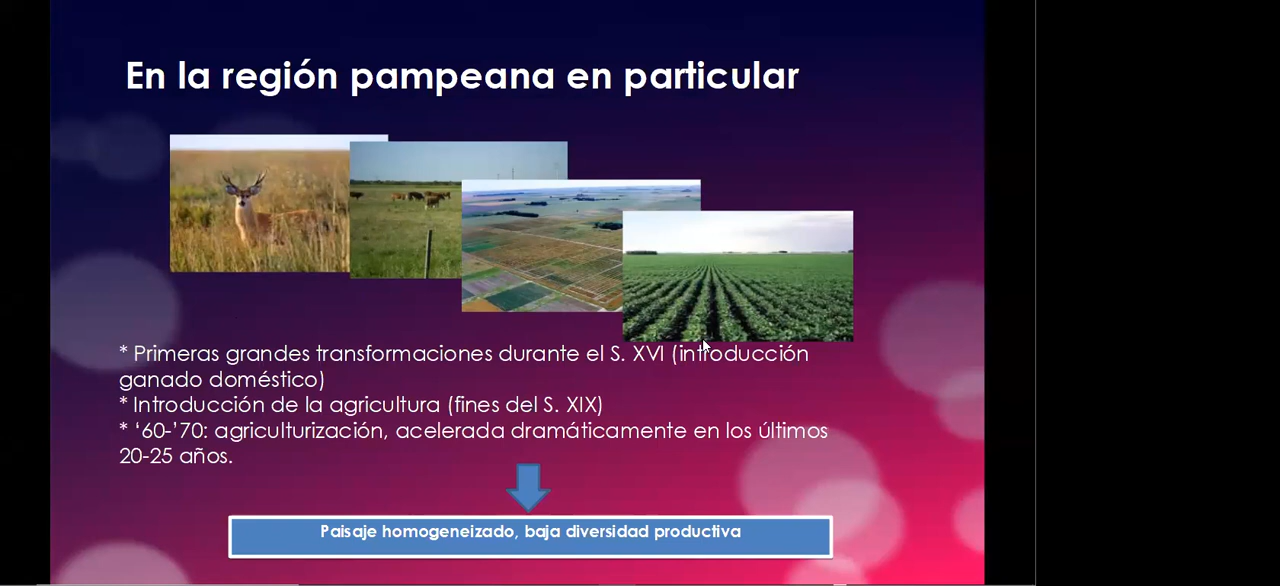 En la región pampeana en particular
* Primeras grandes transformaciones durante el S. XVI (introducción
ganado doméstico)
* Introducción de la agricultura (fines del S. XIX)
* ‘60-’70: agriculturización, acelerada dramáticamente en los últimos
20-25 años.
Paisaje homogeneizado, baja diversidad productiva